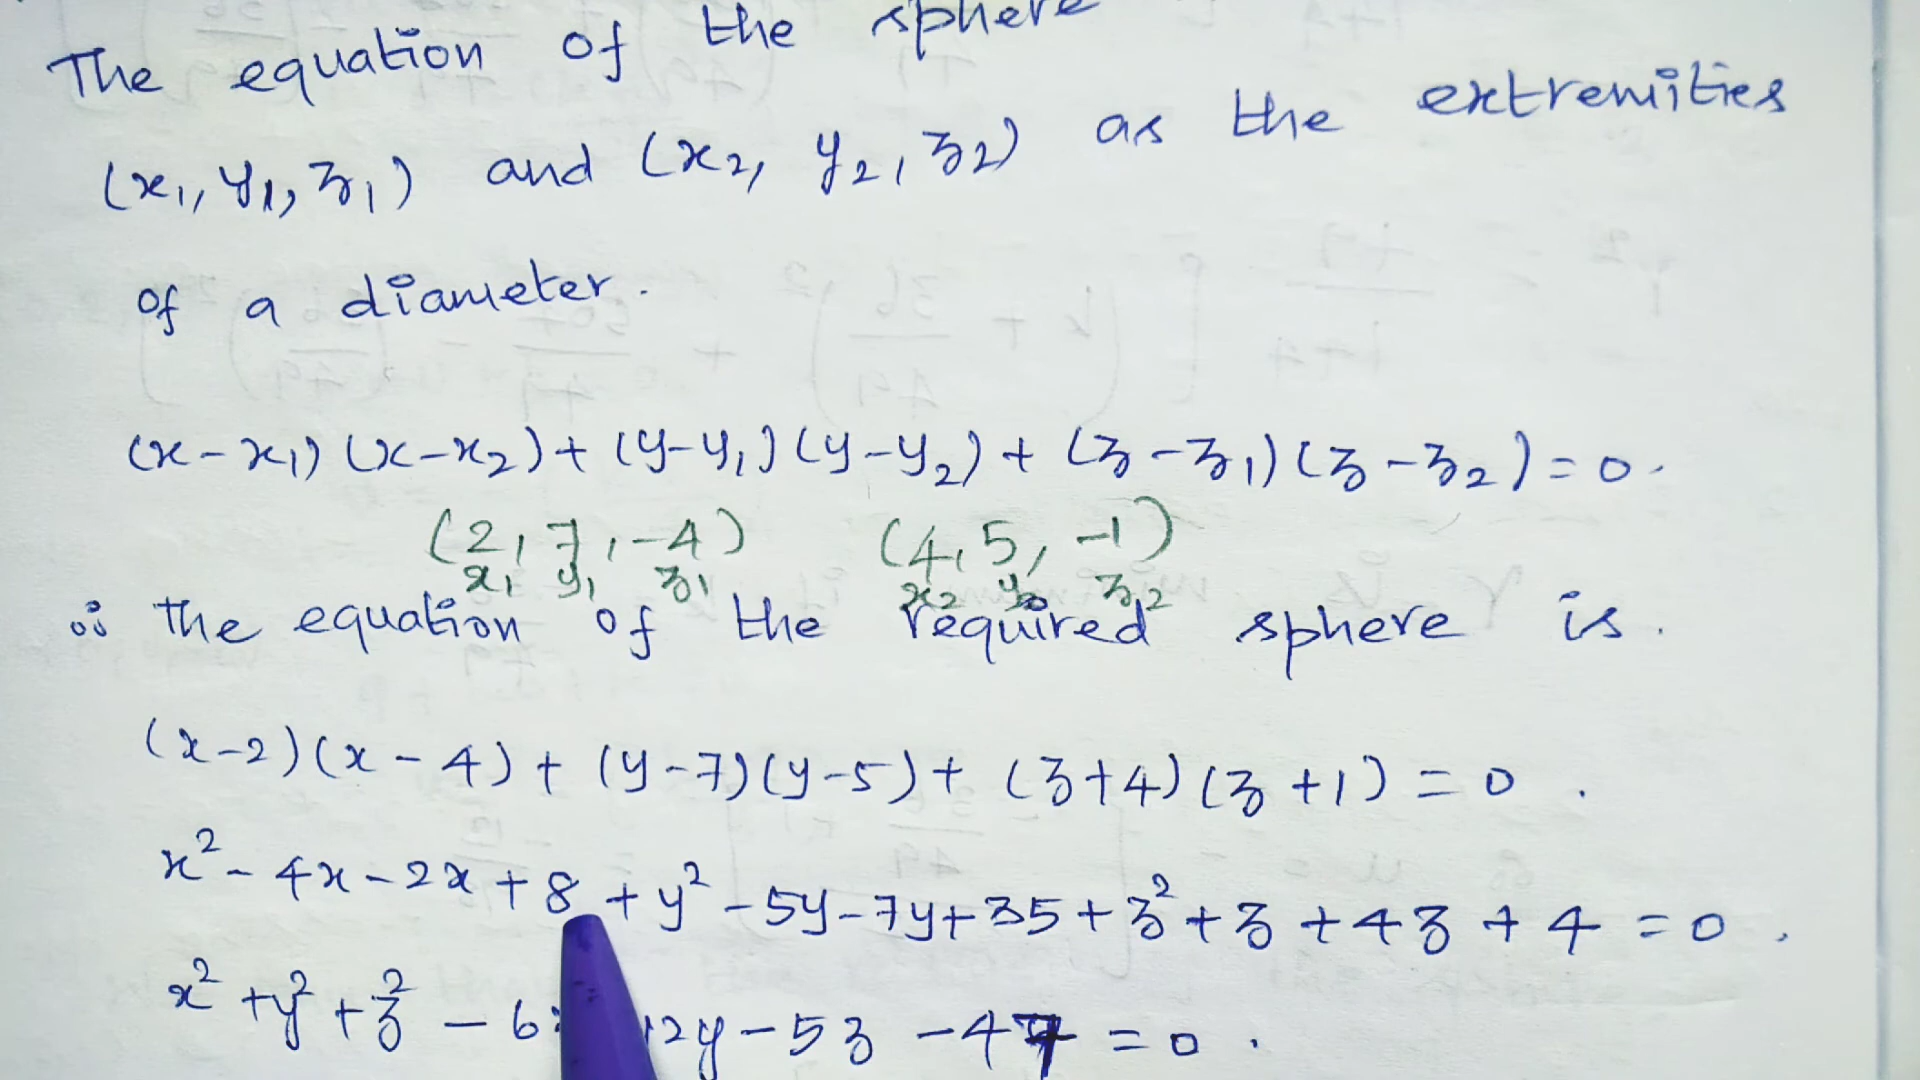 The equation of the sphere
(x₁, y₁, z₁) and (x₂, y₂, z₂) as the extremities
of a diameter.
(x-x₁)(x-x₂)+(y-y₁)(y-y₂)+(z-z₁)(z-z₂)=0.
(2, 7, -4) (4, 5, -1)
x₁ y₁ z₁ x₂ y₂ z₂
∴ the equation of the required sphere is.
(x-2)(x-4)+(y-7)(y-5)+(z+4)(z+1)=0.
x²-4x-2x+8+y²-5y-7y+35+z²+z+4z+4=0.
x²+y²+z²-6 12y-5z-47=0.